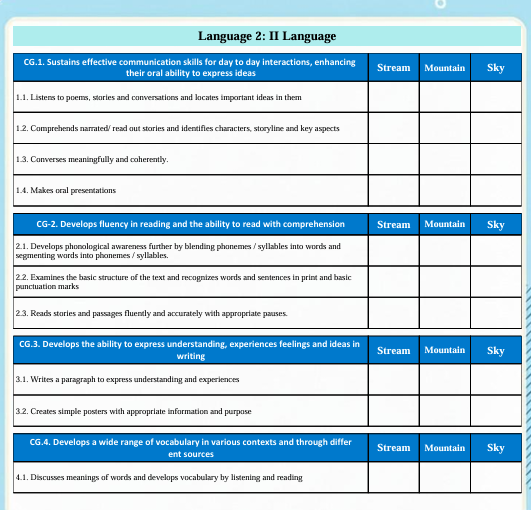 Language 2: II Language
CG.1. Sustains effective communication skills for day to day interactions, enhancing
their oral ability to express ideas
Stream
Mountain
Sky
1.1. Listens to poems, stories and conversations and locates important ideas in them
1.2. Comprehends narrated/ read out stories and identifies characters, storyline and key aspects
1.3. Converses meaningfully and coherently.
1.4. Makes oral presentations
CG-2. Develops fluency in reading and the ability to read with comprehension
Stream
Mountain
Sky
2.1. Develops phonological awareness further by blending phonemes / syllables into words and
segmenting words into phonemes / syllables.
2.2. Examines the basic structure of the text and recognizes words and sentences in print and basic
punctuation marks
2.3. Reads stories and passages fluently and accurately with appropriate pauses.
CG.3. Develops the ability to express understanding, experiences feelings and ideas in
writing
Stream
Mountain
Sky
3.1. Writes a paragraph to express understanding and experiences
3.2. Creates simple posters with appropriate information and purpose
CG.4. Develops a wide range of vocabulary in various contexts and through differ
ent sources
Stream
Mountain
Sky
4.1. Discusses meanings of words and develops vocabulary by listening and reading